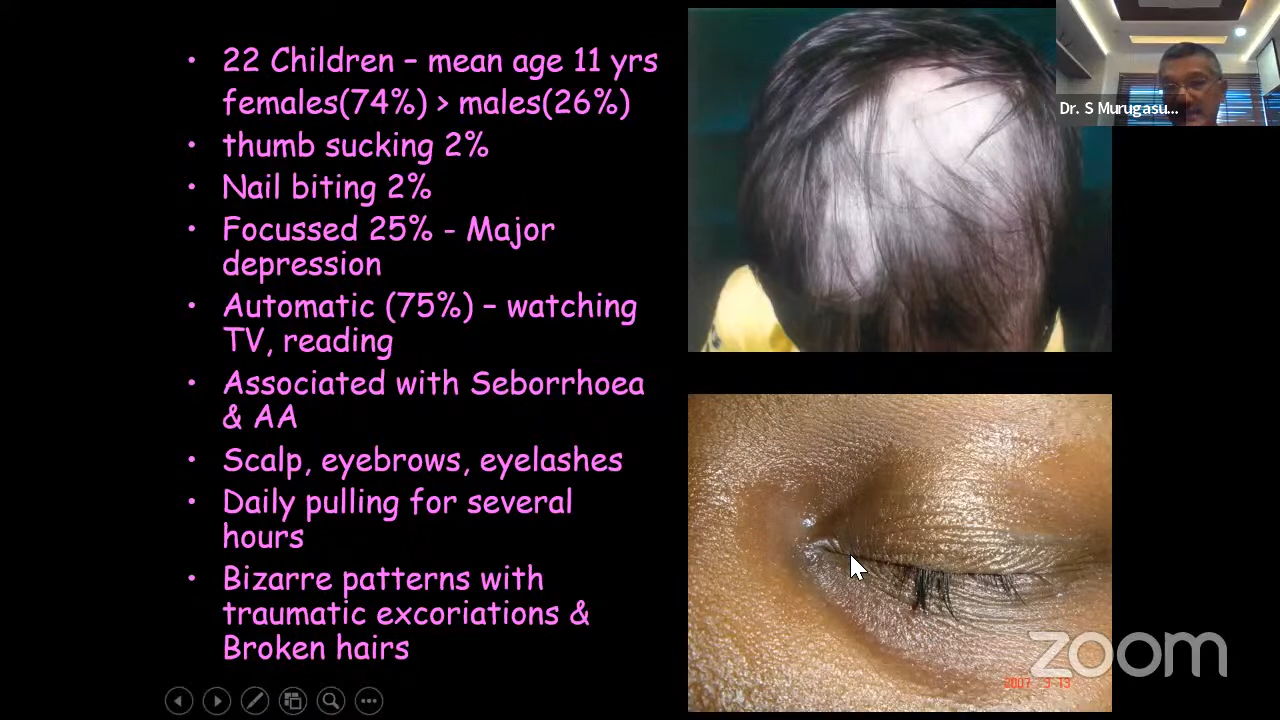 • 22 Children – mean age 11 yrs
females(74%) > males(26%)
• thumb sucking 2%
• Nail biting 2%
• Focussed 25% - Major
depression
• Automatic (75%) – watching
TV, reading
• Associated with Seborrhoea
& AA
• Scalp, eyebrows, eyelashes
• Daily pulling for several
hours
• Bizarre patterns with
traumatic excoriations &
Broken hairs
Dr. S Murugasu...
zoom
2007 3 13